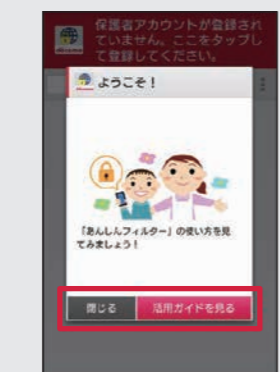 保護者アカウントが登録され
ていません。ここをタップし
て登録してください。
ようこそ！
「あんしんフィルター」の使い方を見
てみましょう！
閉じる
活用ガイドを見る